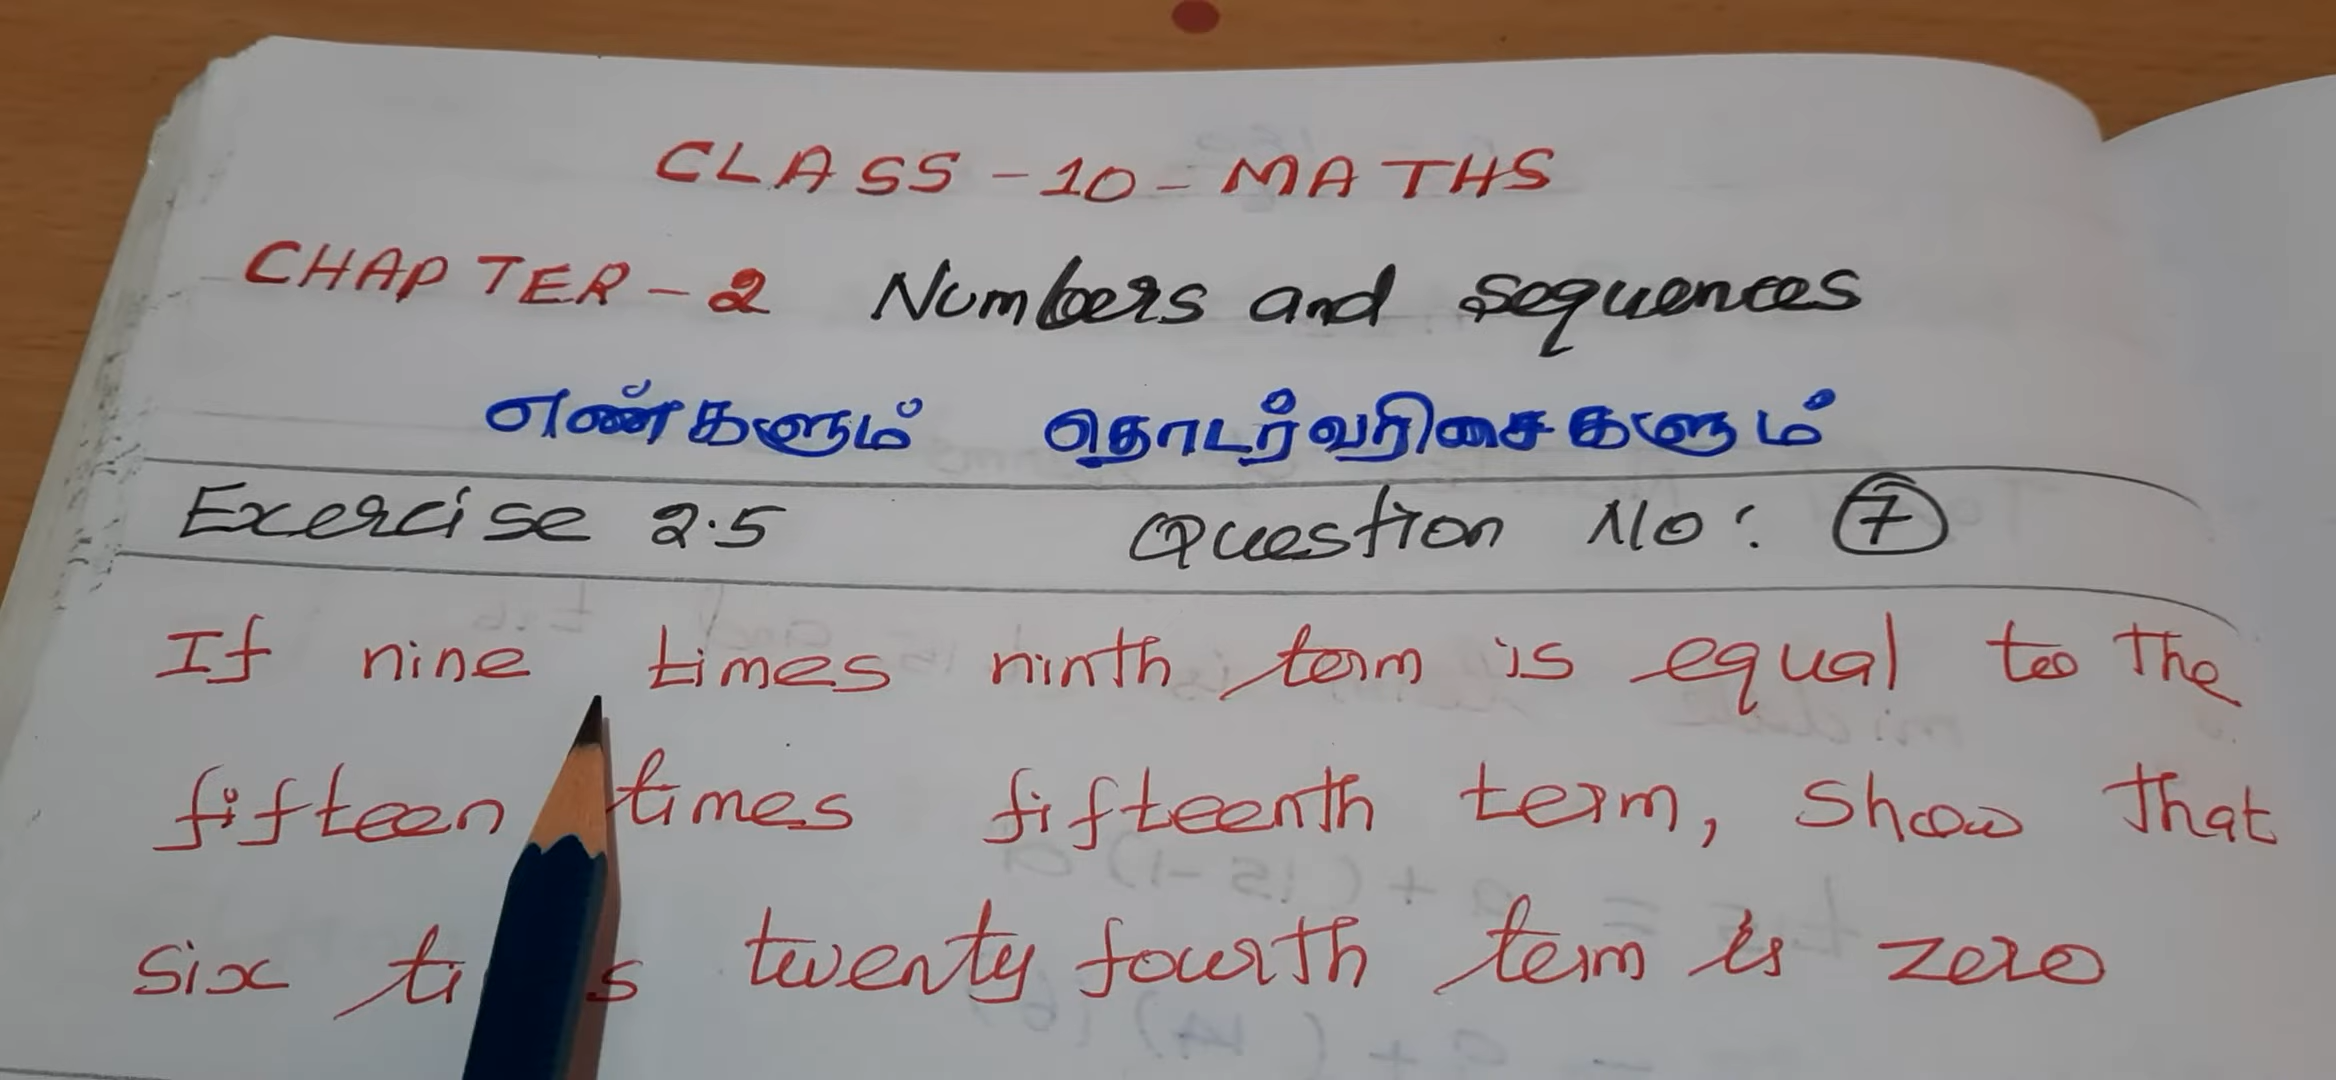 CLASS - 10 - MATHS
CHAPTER - 2 Numbers and sequences
எண்களும் தொடர்வரிசைகளும்
Exercise 2.5 Question No: 7
If nine times ninth term is equal to the
fifteen times fifteenth term, show that
six twenty fourth term is zero